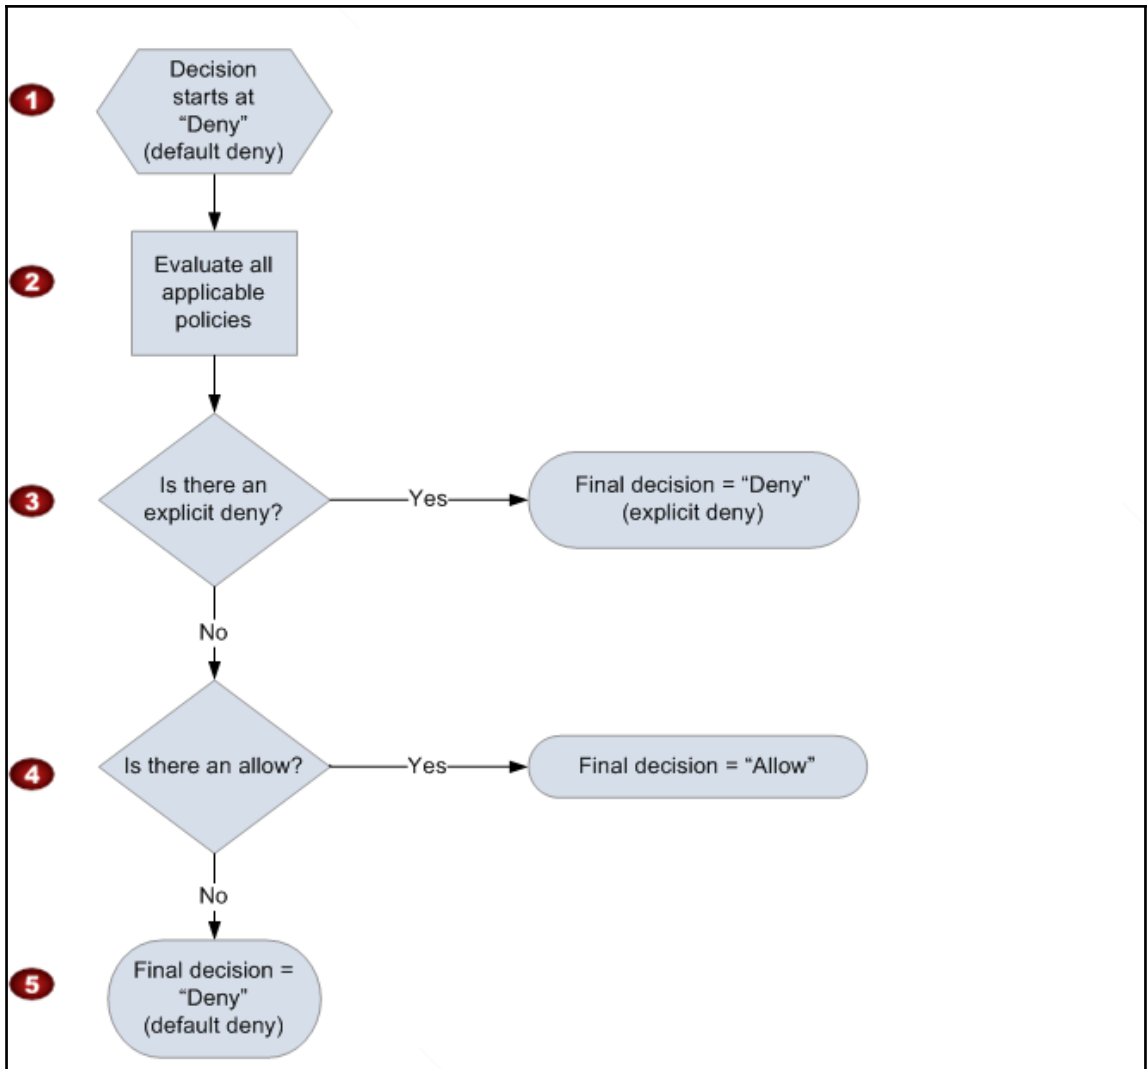 1
Decision
starts at
“Deny”
(default deny)
2
Evaluate all
applicable
policies
3
Is there an
explicit deny?
Yes
Final decision = “Deny”
(explicit deny)
No
4
Is there an allow?
Yes
Final decision = “Allow”
No
5
Final decision =
“Deny”
(default deny)